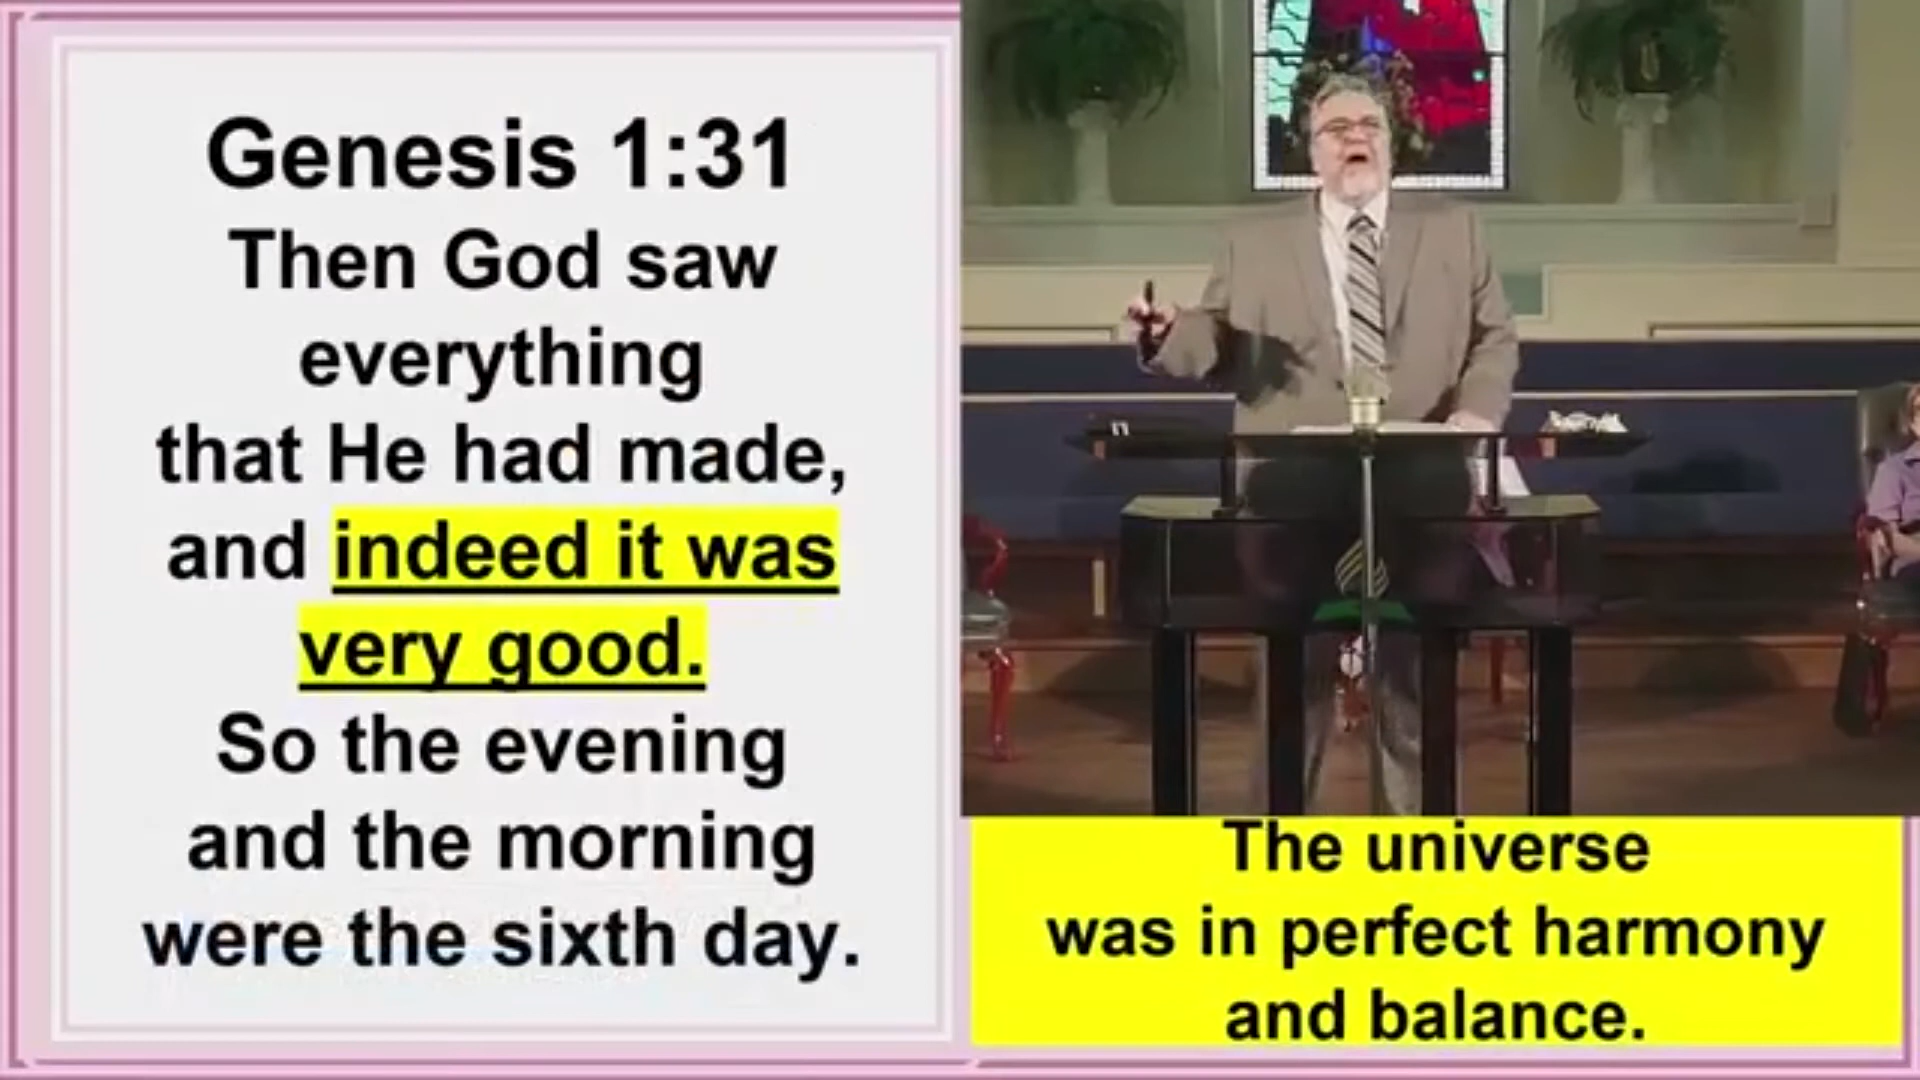 Genesis 1:31
Then God saw
everything
that He had made,
and indeed it was
very good.
So the evening
and the morning
were the sixth day.
The universe
was in perfect harmony
and balance.